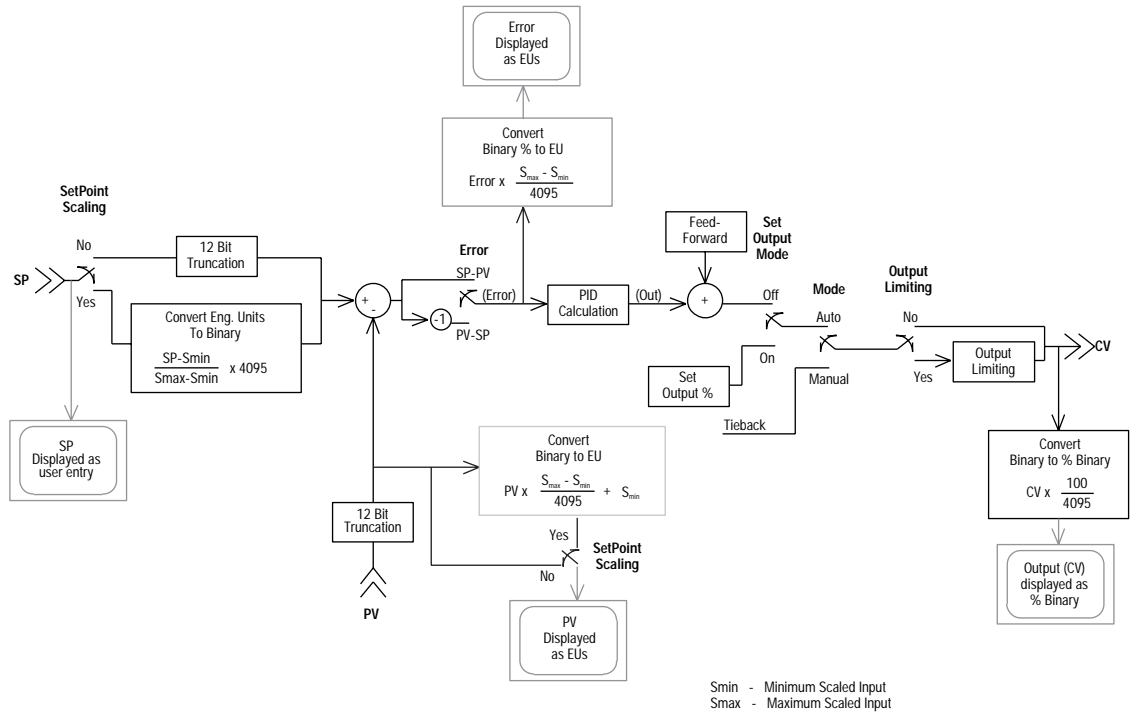 Error
Displayed
as EUs
Convert
Binary % to EU
Error x Smax - Smin
4095
SetPoint
Scaling
No
SP
Yes
12 Bit
Truncation
Convert Eng. Units
To Binary
SP-Smin
Smax-Smin
x 4095
SP
Displayed as
user entry
+
-
Error
SP-PV
(Error)
-1
PV-SP
PID
Calculation
(Out)
Feed-
Forward
+
Set
Output
Mode
Off
On
Set
Output %
Mode
Auto
Manual
Tieback
Output
Limiting
No
Yes
Output
Limiting
CV
Convert
Binary to % Binary
CV x 100
4095
Output (CV)
displayed as
% Binary
12 Bit
Truncation
PV
Convert
Binary to EU
PV x Smax - Smin
4095
+ Smin
Yes
No
SetPoint
Scaling
PV
Displayed
as EUs
Smin - Minimum Scaled Input
Smax - Maximum Scaled Input